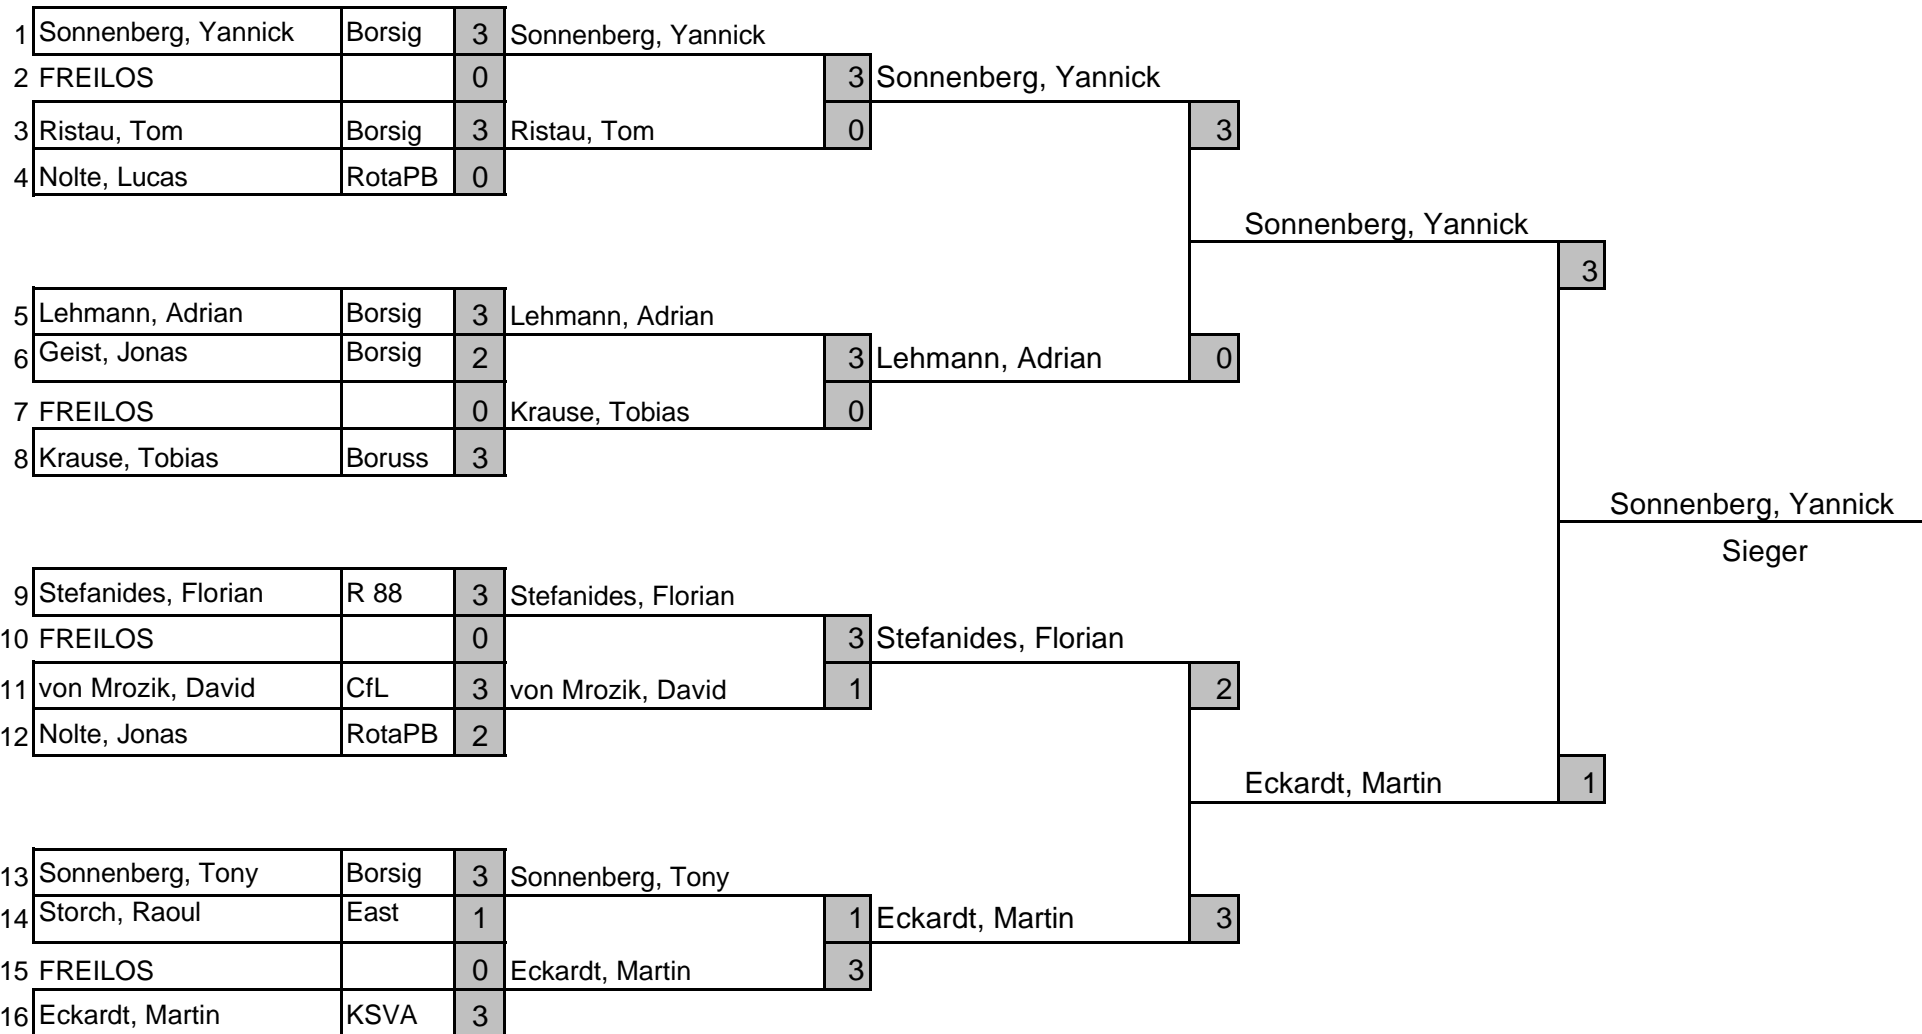 1 Sonnenberg, Yannick Borsig 3 Sonnenberg, Yannick
2 FREILOS 0 3 Sonnenberg, Yannick
3 Ristau, Tom Borsig 3 Ristau, Tom 0 3
4 Nolte, Lucas RotaPB 0
Sonnenberg, Yannick
3
5 Lehmann, Adrian Borsig 3 Lehmann, Adrian
6 Geist, Jonas Borsig 2 3 Lehmann, Adrian 0
7 FREILOS 0 Krause, Tobias 0
8 Krause, Tobias Boruss 3
Sonnenberg, Yannick
Sieger
9 Stefanides, Florian R 88 3 Stefanides, Florian
10 FREILOS 0 3 Stefanides, Florian
11 von Mrozik, David CfL 3 von Mrozik, David 1 2
12 Nolte, Jonas RotaPB 2
Eckardt, Martin 1
13 Sonnenberg, Tony Borsig 3 Sonnenberg, Tony
14 Storch, Raoul East 1 1 Eckardt, Martin 3
15 FREILOS 0 Eckardt, Martin 3
16 Eckardt, Martin KSVA 3